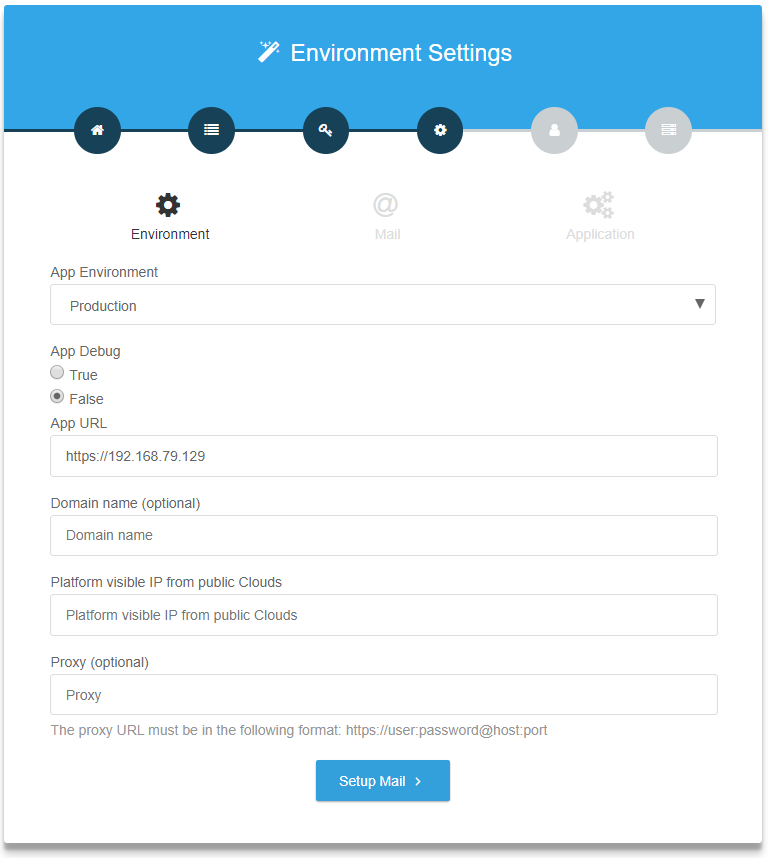 Environment Settings
Environment
Mail
Application
App Environment
Production
App Debug
True
False
App URL
https://192.168.79.129
Domain name (optional)
Domain name
Platform visible IP from public Clouds
Platform visible IP from public Clouds
Proxy (optional)
Proxy
The proxy URL must be in the following format: https://user:password@host:port
Setup Mail